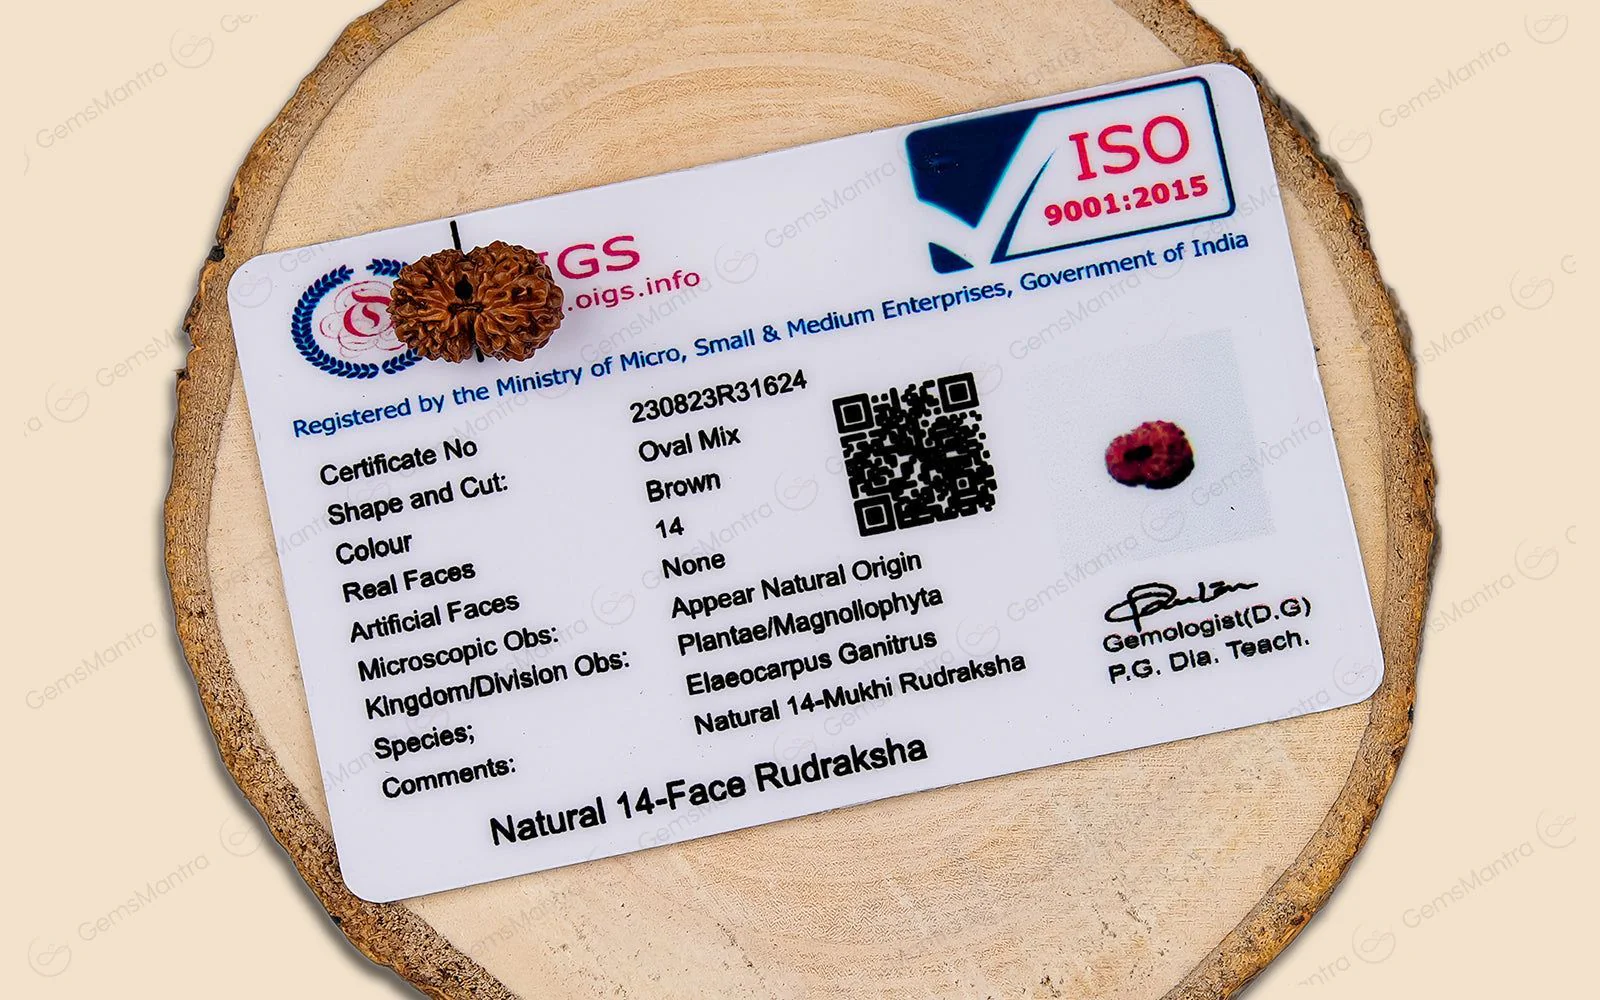 IGS
.oigs.info
ISO
9001:2015
Registered by the Ministry of Micro, Small & Medium Enterprises, Government of India
Certificate No 230823R31624
Shape and Cut: Oval Mix
Colour Brown
Real Faces 14
Artificial Faces None
Microscopic Obs: Appear Natural Origin
Kingdom/Division Obs: Plantae/Magnoliophyta
Species; Elaeocarpus Ganitrus
Comments: Natural 14-Mukhi Rudraksha
Natural 14-Face Rudraksha
Gemologist(D.G)
P.G. Dia. Teach.
GemsMantra